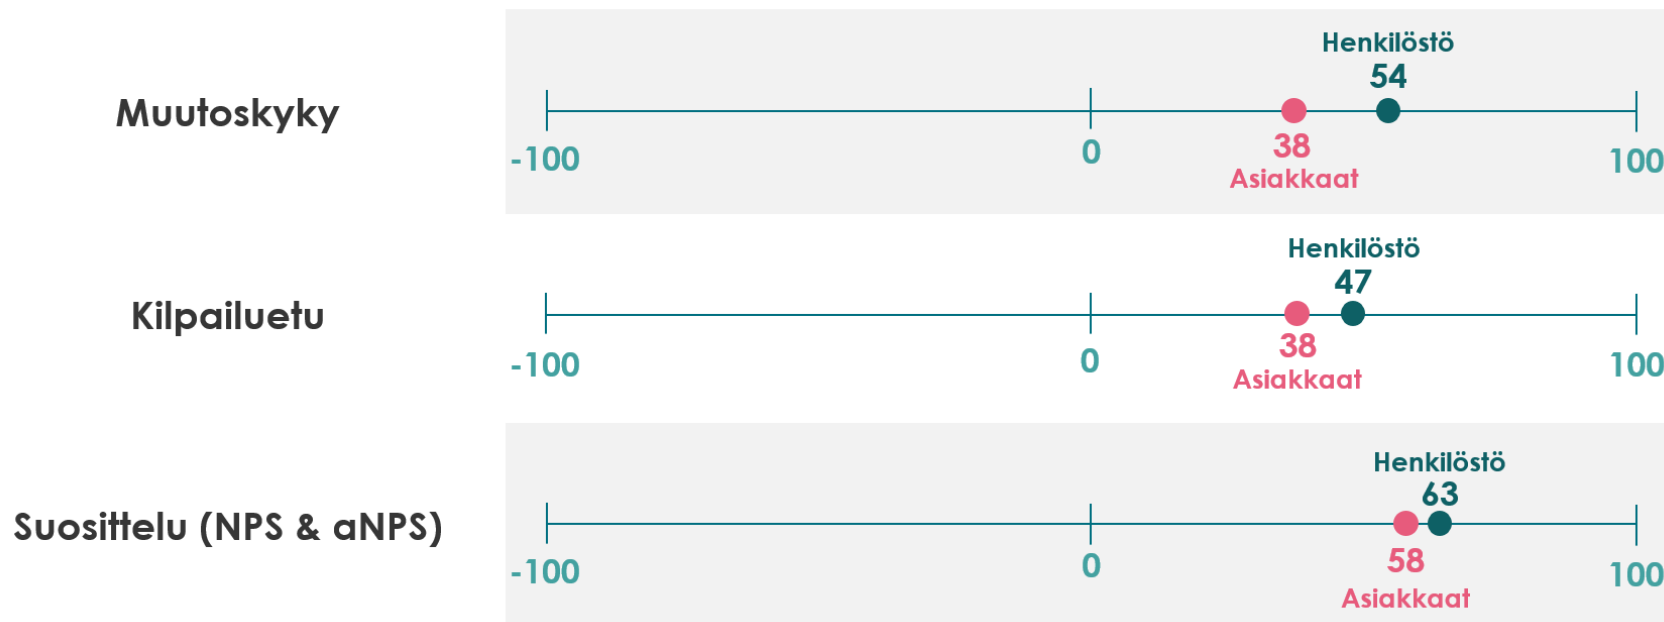 Muutoskyky
Henkilöstö
54
-100
0
100
38
Asiakkaat
Kilpailuetu
Henkilöstö
47
-100
0
100
38
Asiakkaat
Suosittelu (NPS & aNPS)
Henkilöstö
63
-100
0
100
58
Asiakkaat